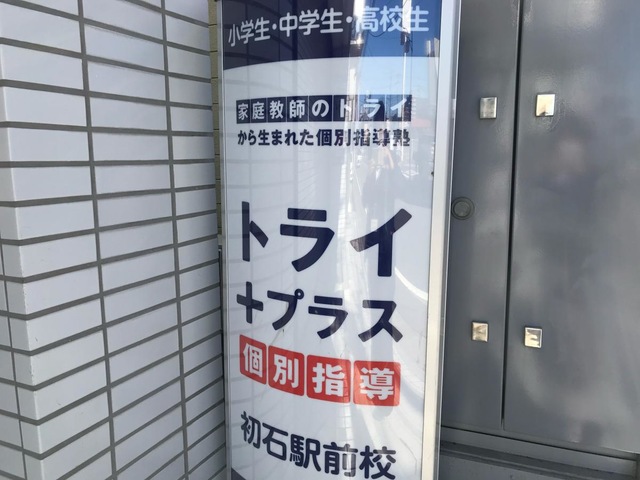 小学生・中学生・高校生
家庭教師のトライ
から生まれた個別指導塾
トライ
+プラス
個別指導
初石駅前校